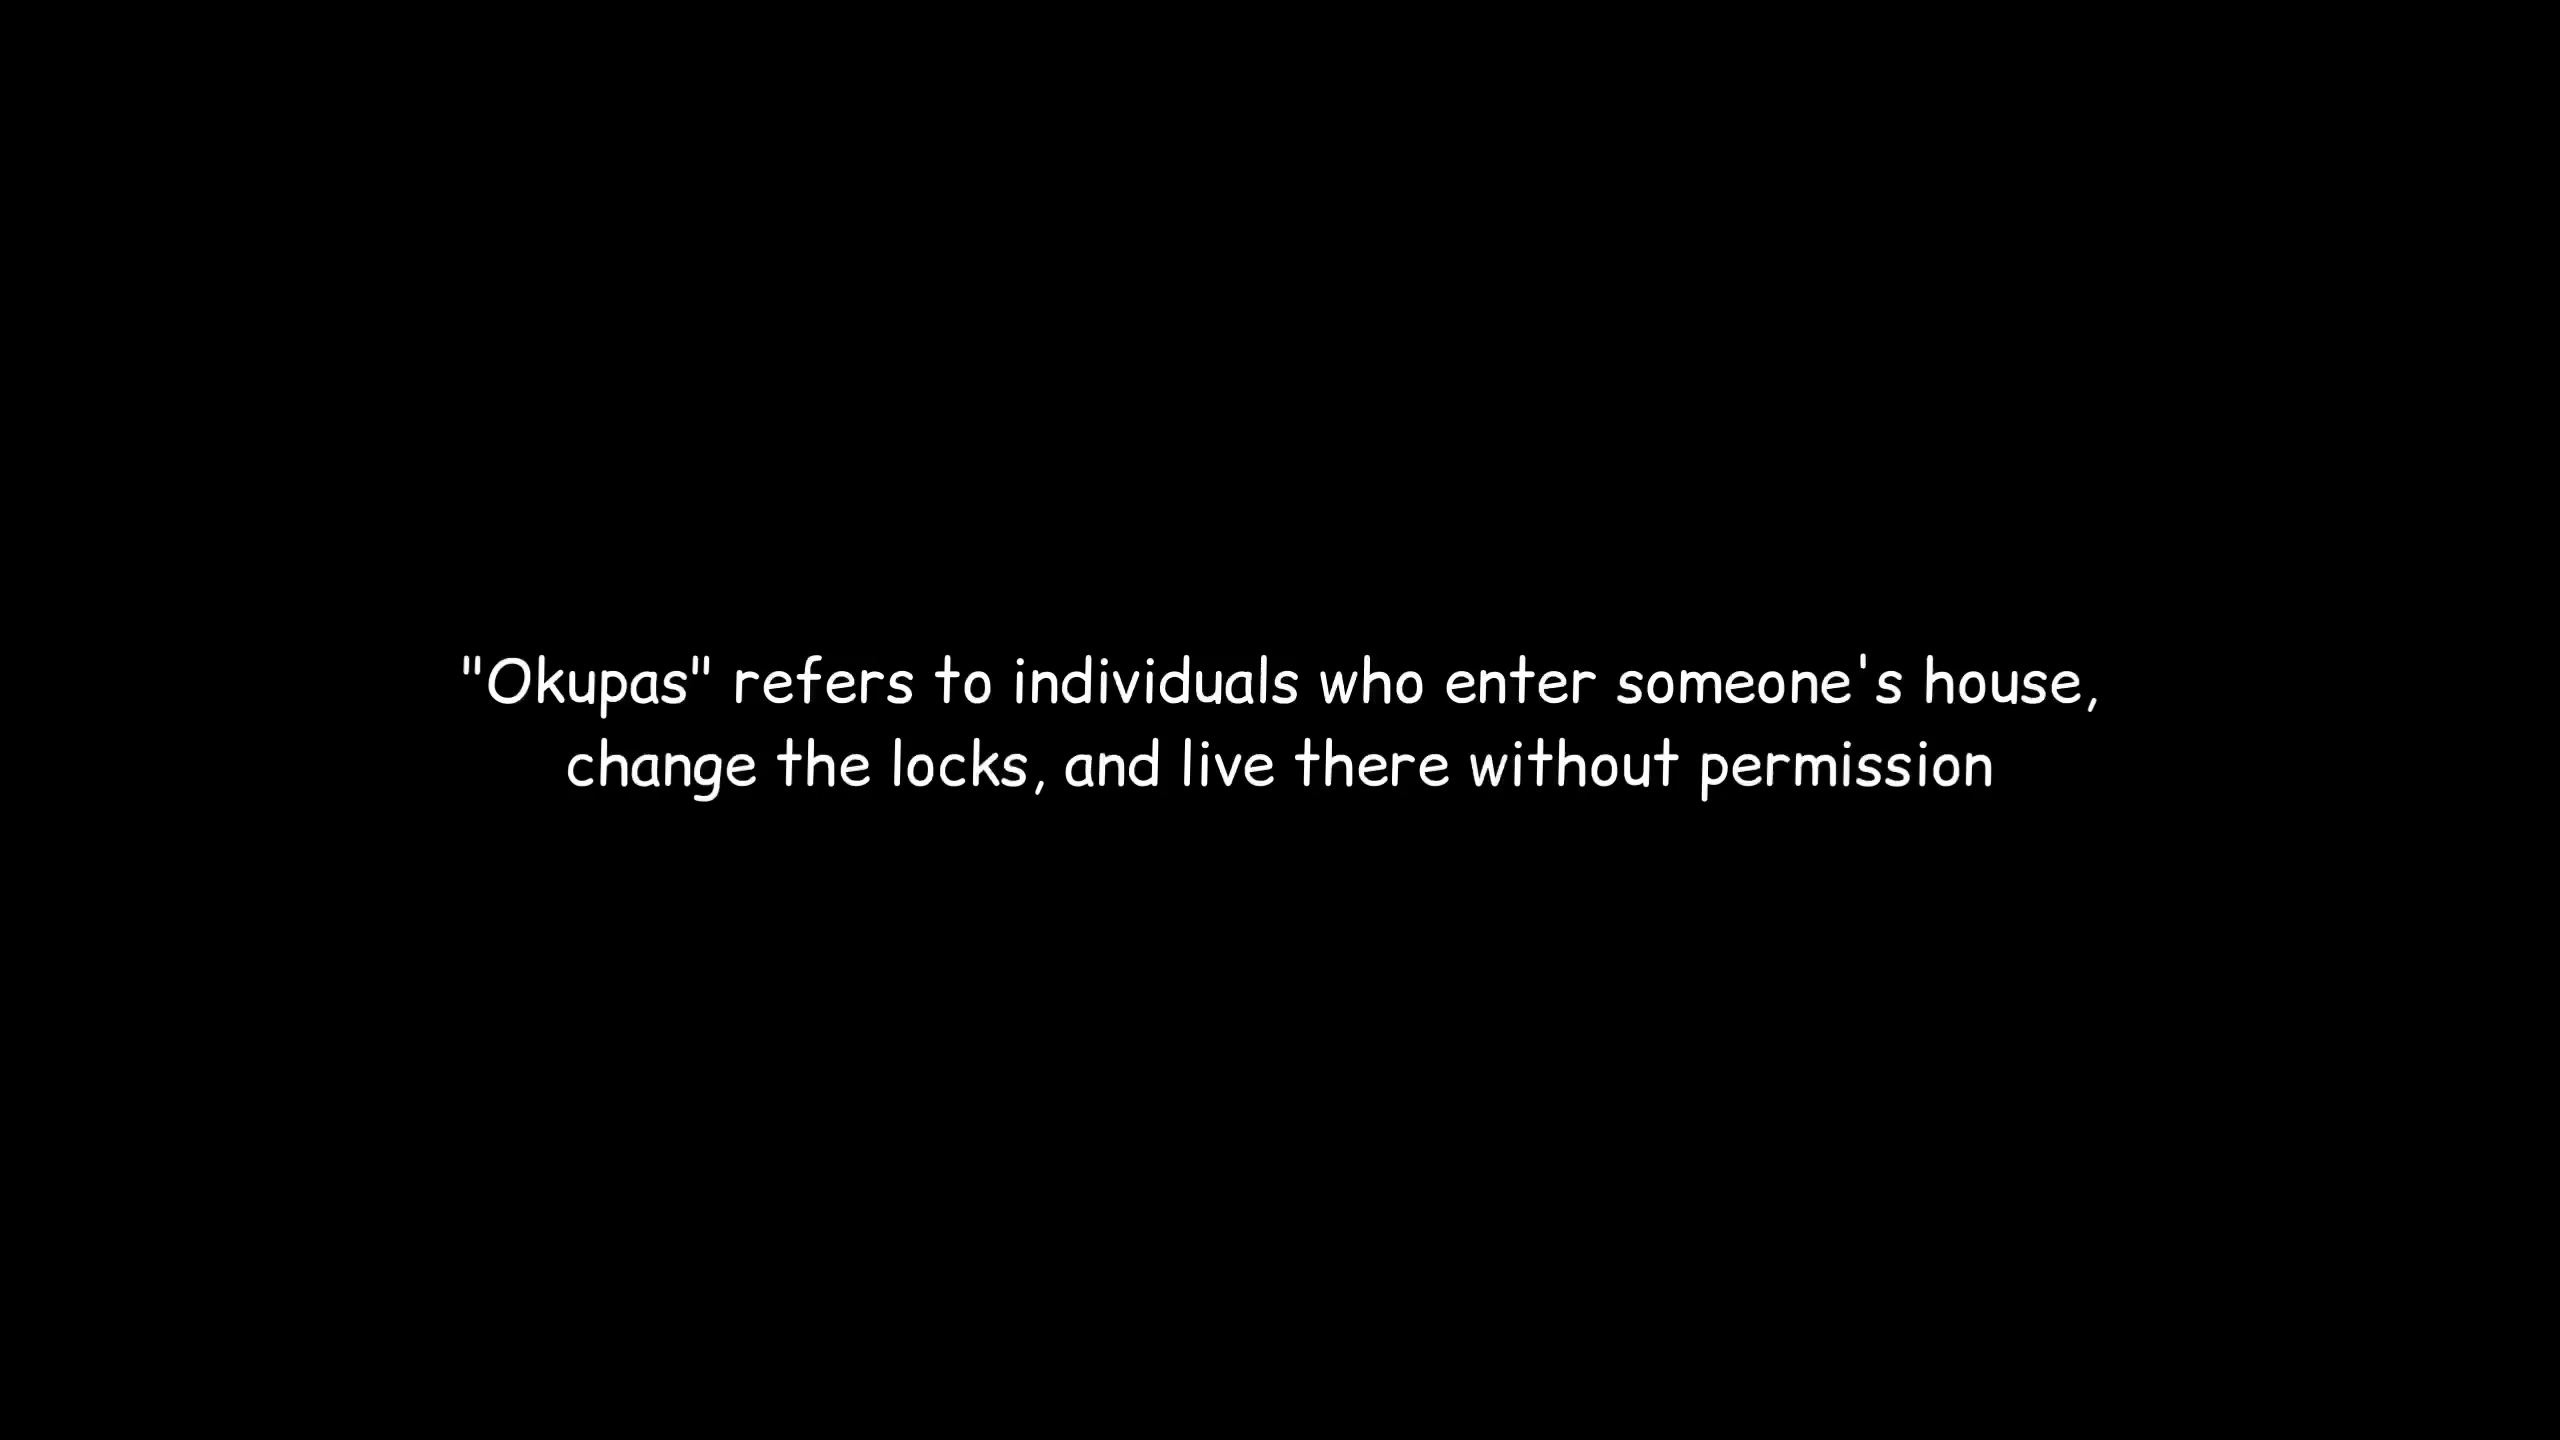 "Okupas" refers to individuals who enter someone's house,
change the locks, and live there without permission